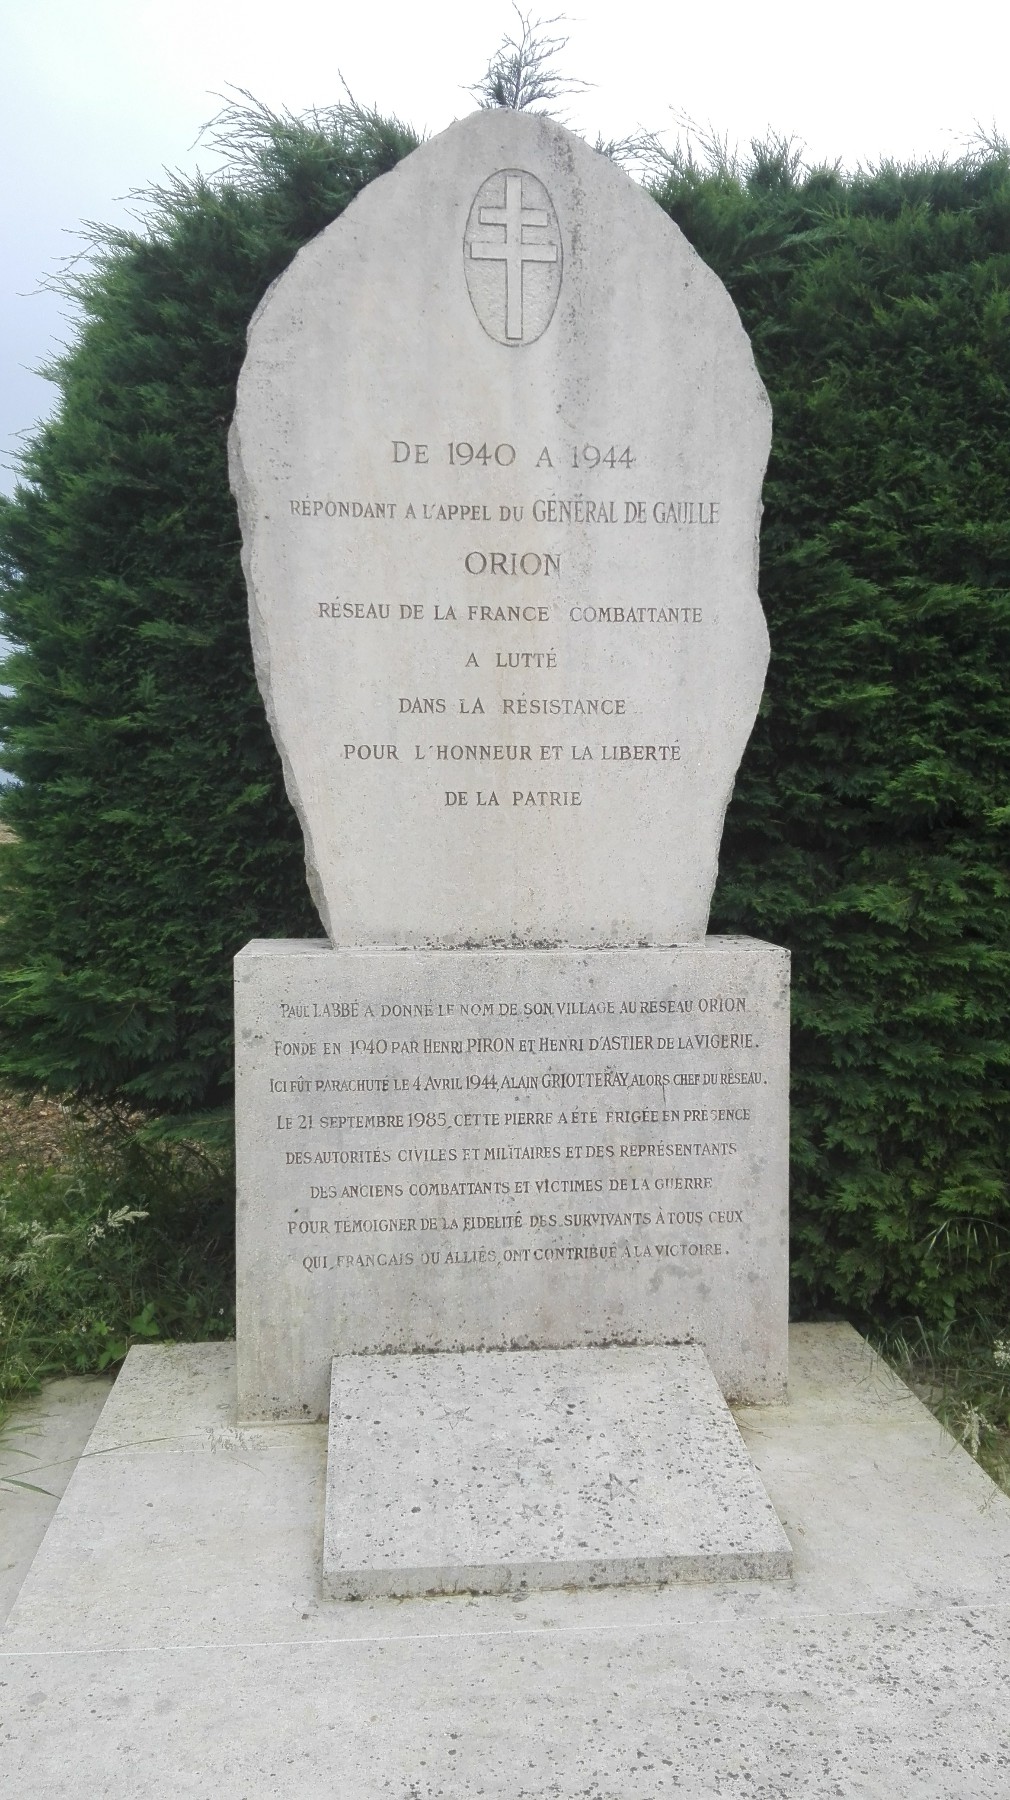 DE 1940 A 1944
RÉPONDANT A L'APPEL DU GÉNÉRAL DE GAULLE
ORION
RÉSEAU DE LA FRANCE COMBATTANTE
A LUTTÉ
DANS LA RÉSISTANCE
POUR L'HONNEUR ET LA LIBERTÉ
DE LA PATRIE
PAUL LABBÉ A DONNÉ LE NOM DE SON VILLAGE AU RÉSEAU ORION
FONDÉ EN 1940 PAR HENRI PIRON ET HENRI D'ASTIER DE LA VIGERIE.
ICI FÛT PARACHUTÉ LE 4 AVRIL 1944, ALAIN GRIOTTERAY, ALORS CHEF DU RÉSEAU.
LE 21 SEPTEMBRE 1985, CETTE PIERRE A ÉTÉ ERIGÉE EN PRÉSENCE
DES AUTORITÉS CIVILES ET MILITAIRES ET DES REPRÉSENTANTS
DES ANCIENS COMBATTANTS ET VICTIMES DE LA GUERRE
POUR TÉMOIGNER DE LA FIDELITÉ DES SURVIVANTS À TOUS CEUX
QUI, FRANÇAIS OU ALLIÉS, ONT CONTRIBUÉ A LA VICTOIRE.